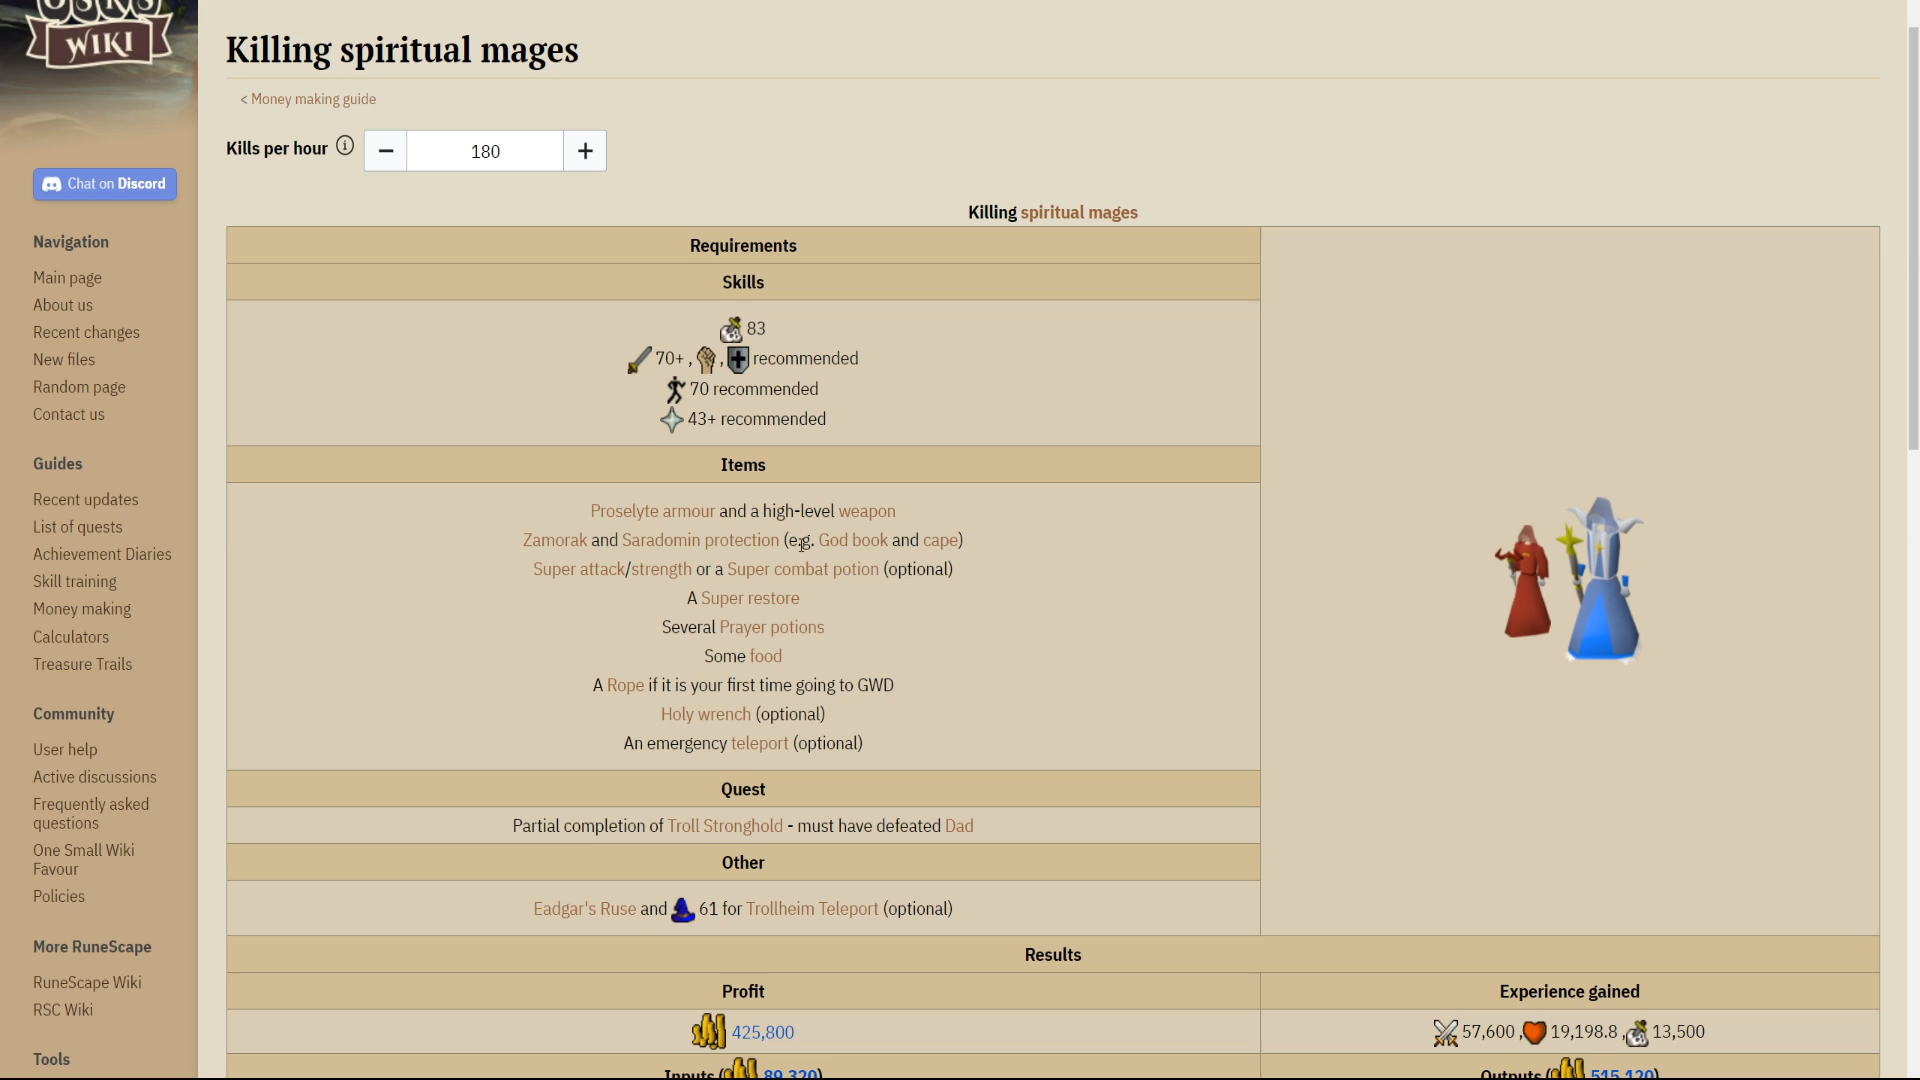 OSRS
WIKI
Chat on Discord
Navigation
Main page
About us
Recent changes
New files
Random page
Contact us
Guides
Recent updates
List of quests
Achievement Diaries
Skill training
Money making
Calculators
Treasure Trails
Community
User help
Active discussions
Frequently asked
questions
One Small Wiki
Favour
Policies
More RuneScape
RuneScape Wiki
RSC Wiki
Tools
Killing spiritual mages
< Money making guide
Kills per hour
− 180 +
Killing spiritual mages
Requirements
Skills
83
70+ , , recommended
70 recommended
43+ recommended
Items
Proselyte armour and a high-level weapon
Zamorak and Saradomin protection (e.g. God book and cape)
Super attack/strength or a Super combat potion (optional)
A Super restore
Several Prayer potions
Some food
A Rope if it is your first time going to GWD
Holy wrench (optional)
An emergency teleport (optional)
Quest
Partial completion of Troll Stronghold - must have defeated Dad
Other
Eadgar's Ruse and 61 for Trollheim Teleport (optional)
Results
Profit
Experience gained
425,800
57,600 , 19,198.8 , 13,500
Inputs ( 89,320)
Outputs ( 515,120)